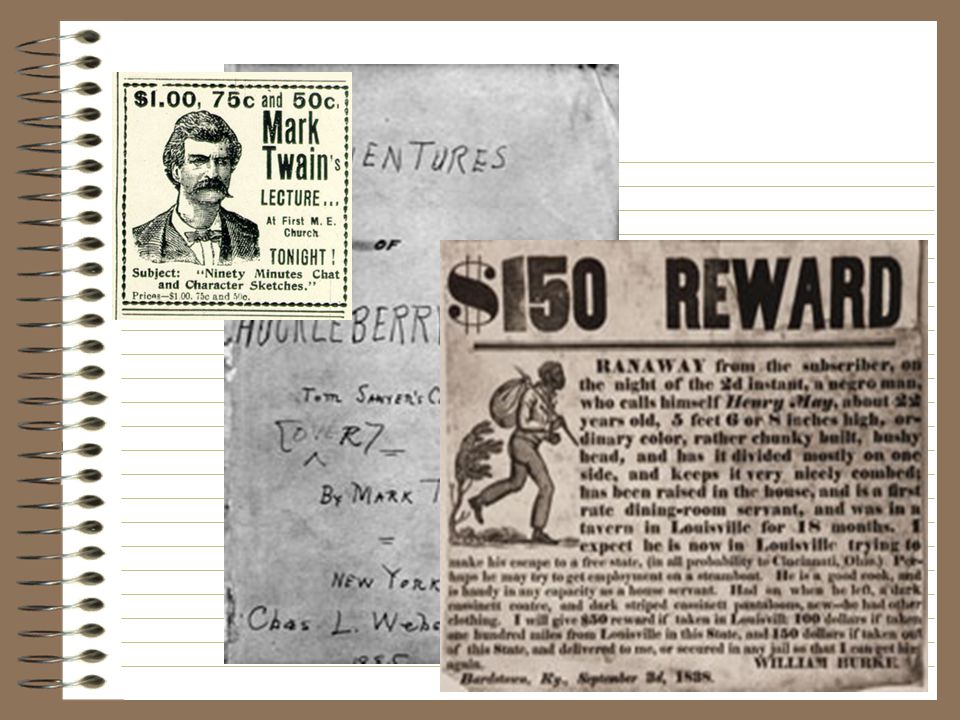 $1.00, 75c and 50c.
Mark
Twain's
LECTURE...
At First M. E.
Church
TONIGHT!
Subject: "Ninety Minutes Chat
and Character Sketches."
Prices—$1.00. 75c and 50c.
ENTURES
OF
HUCKLEBERRY
TOM SAWYER'S C
[OVER]
BY MARK T
NEW YORK
Chas. L. Webs
1885
$150 REWARD
RANAWAY from the subscriber, on
the night of the 2d instant, a negro man,
who calls himself Henry May, about 22
years old, 5 feet 6 or 8 inches high, or-
dinary color, rather chunky built, bushy
head, and has it divided mostly on one
side, and keeps it very nicely combed;
has been raised in the house, and is a first
rate dining-room servant, and was in a
tavern in Louisville for 18 months. I
expect he is now in Louisville trying to
make his escape to a free state, (in all probability to Cincinnati, Ohio.) Per-
haps he may try to get employment on a steamboat. He is a good cook, and
is handy in any capacity as a house servant. Had on when he left, a dark
cassinett coatee, and dark striped cassinett pantaloons, new—he had other
clothing. I will give $50 reward if taken in Louisvill; 100 dollars if taken
one hundred miles from Louisville in this State, and 150 dollars if taken out
of this State, and delivered to me, or secured in any jail so that I can get him
again. WILLIAM BURKE.
Bardstown, Ky., September 3d, 1838.